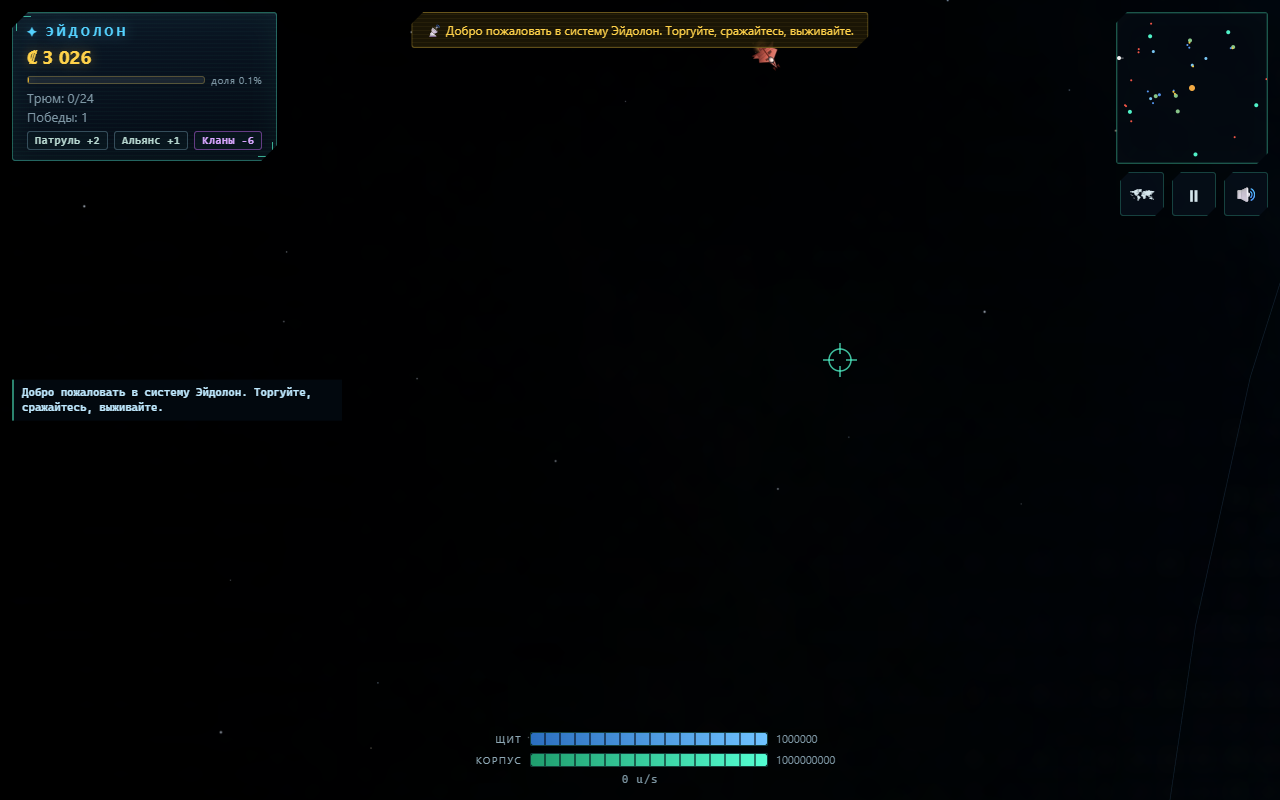 ✦ ЭЙДОЛОН
₡ 3 026
доля 0.1%
Трюм: 0/24
Победы: 1
Патруль +2 Альянс +1 Кланы -6
Добро пожаловать в систему Эйдолон. Торгуйте, сражайтесь, выживайте.
Добро пожаловать в систему Эйдолон. Торгуйте,
сражайтесь, выживайте.
ЩИТ 1000000
КОРПУС 1000000000
0 u/s